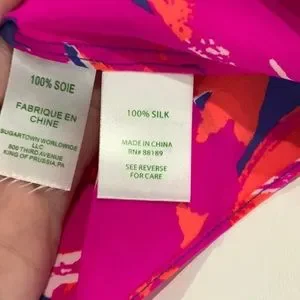 100% SOIE
FABRIQUE EN
CHINE
SUGARTOWN WORLDWIDE
LLC
800 THIRD AVENUE
KING OF PRUSSIA,PA
100% SILK
MADE IN CHINA
RN# 88189
SEE REVERSE
FOR CARE